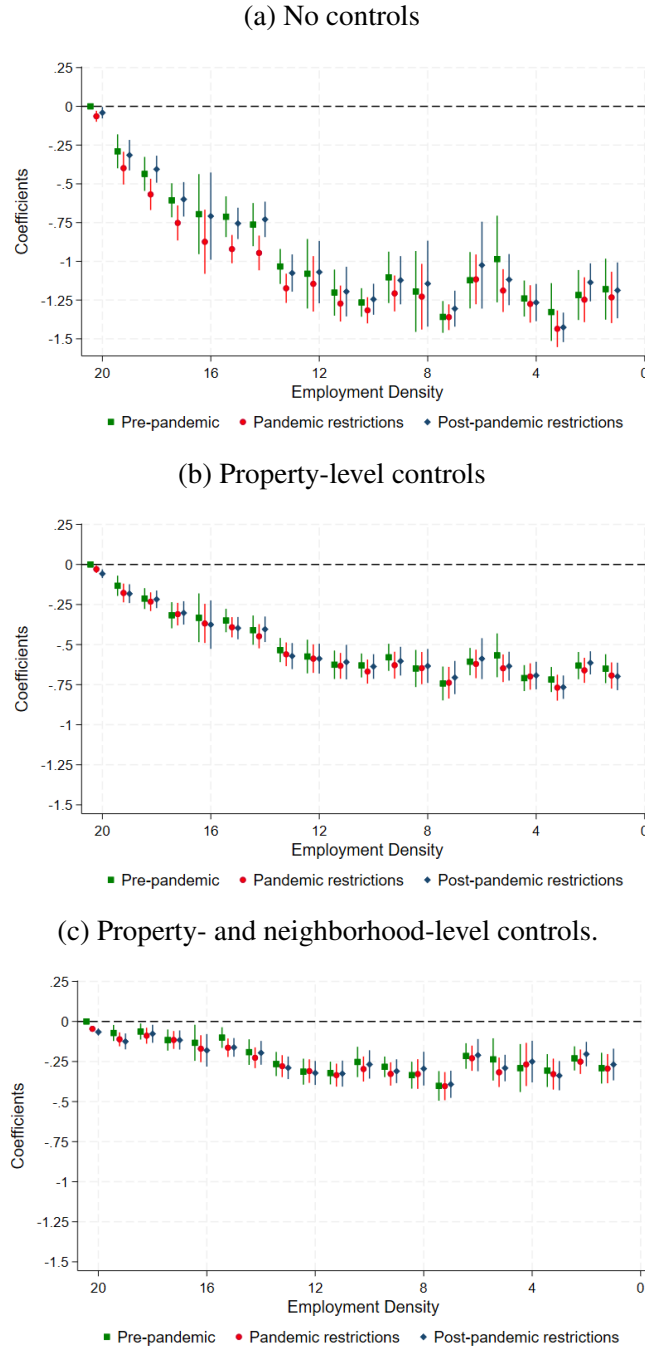 (a) No controls
.25
0
-.25
-.5
-.75
-1
-1.25
-1.5
Coefficients
20 16 12 8 4 0
Employment Density
Pre-pandemic Pandemic restrictions Post-pandemic restrictions
(b) Property-level controls
.25
0
-.25
-.5
-.75
-1
-1.25
-1.5
Coefficients
20 16 12 8 4 0
Employment Density
Pre-pandemic Pandemic restrictions Post-pandemic restrictions
(c) Property- and neighborhood-level controls.
.25
0
-.25
-.5
-.75
-1
-1.25
-1.5
Coefficients
20 16 12 8 4 0
Employment Density
Pre-pandemic Pandemic restrictions Post-pandemic restrictions